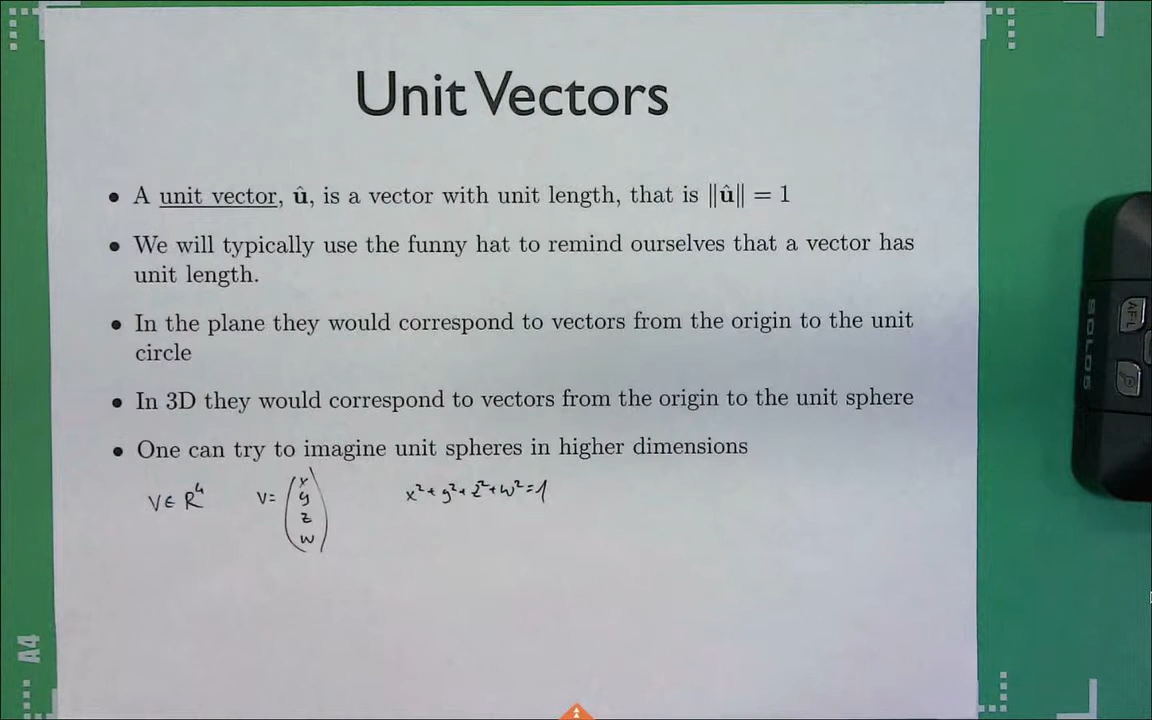 Unit Vectors
• A unit vector, û, is a vector with unit length, that is ‖û‖ = 1
• We will typically use the funny hat to remind ourselves that a vector has
unit length.
• In the plane they would correspond to vectors from the origin to the unit
circle
• In 3D they would correspond to vectors from the origin to the unit sphere
• One can try to imagine unit spheres in higher dimensions
V∈R⁴ V= (x y z w) x²+y²+z²+w²=1
A4
SOLO5
AF-L